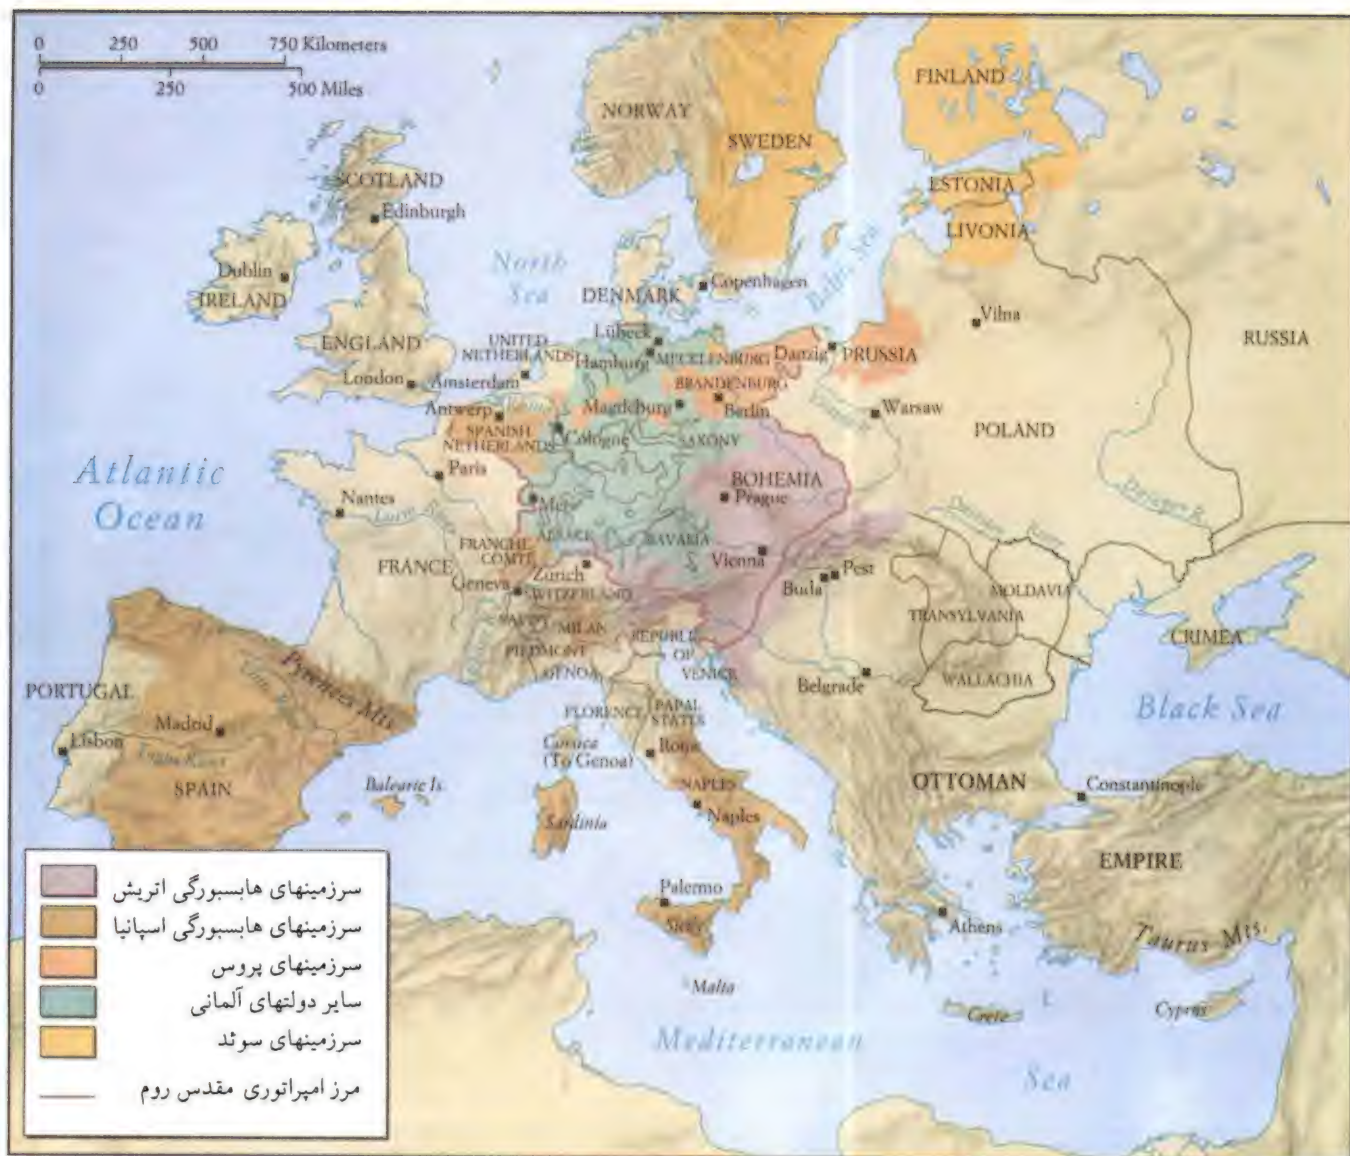 0 250 500 750 Kilometers
0 250 500 Miles
NORWAY
SWEDEN
FINLAND
ESTONIA
LIVONIA
SCOTLAND
Edinburgh
Dublin
IRELAND
North
Sea
DENMARK
Copenhagen
Baltic Sea
Vilna
RUSSIA
ENGLAND
London
UNITED
NETHERLANDS
Amsterdam
Lübeck
Hamburg
MECKLENBURG
Danzig
PRUSSIA
BRANDENBURG
Berlin
Magdeburg
Antwerp
Rhine
SPANISH
NETHERLANDS
Cologne
SAXONY
Warsaw
POLAND
Atlantic
Ocean
Paris
Nantes
Metz
BOHEMIA
Prague
Dnieper R.
ALSACE
BAVARIA
FRANCHE
COMTÉ
FRANCE
Vienna
Zurich
Geneva
SWITZERLAND
Buda
Pest
MOLDAVIA
TRANSYLVANIA
CRIMEA
SAVOY
MILAN
PIEDMONT
REPUBLIC
OF
VENICE
GENOA
Belgrade
WALLACHIA
Black Sea
Pyrenees Mts.
PORTUGAL
Lisbon
Madrid
SPAIN
FLORENCE
PAPAL
STATES
Corsica
(To Genoa)
Rome
Balearic Is.
Sardinia
NAPLES
Naples
OTTOMAN
EMPIRE
Constantinople
Palermo
Sicily
Athens
Taurus Mts.
Malta
Crete
Cyprus
Mediterranean
Sea
سرزمینهای هابسبورگی اتریش
سرزمینهای هابسبورگی اسپانیا
سرزمینهای پروس
سایر دولتهای آلمانی
سرزمینهای سوئد
مرز امپراتوری مقدس روم